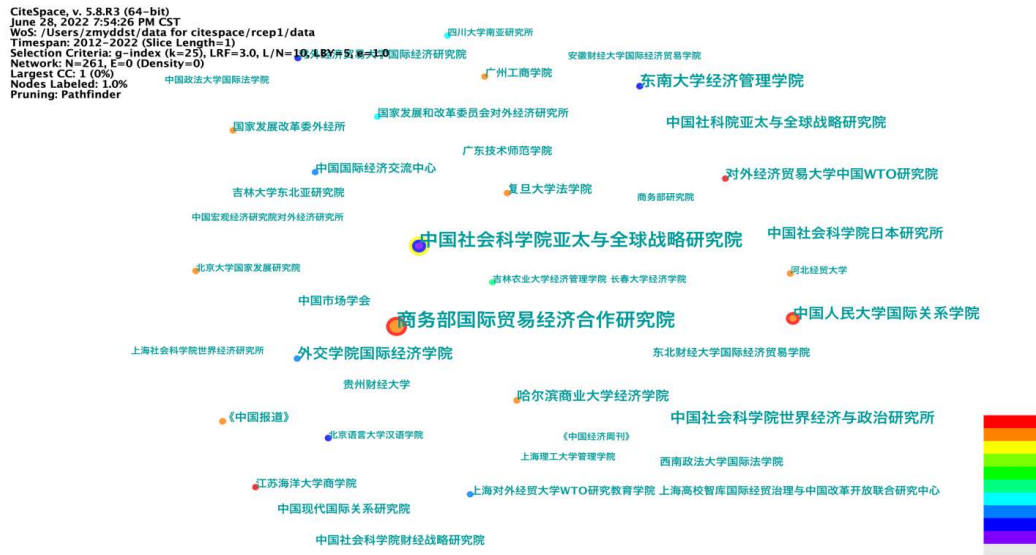 CiteSpace, v. 5.8.R3 (64-bit)
June 28, 2022 7:54:26 PM CST
WoS: /Users/zmyddst/data for citespace/rcep1/data
Timespan: 2012-2022 (Slice Length=1)
Selection Criteria: g-index (k=25), LRF=3.0, L/N=10, LBY=5, e=1.0
Network: N=261, E=0 (Density=0)
Largest CC: 1 (0%)
Nodes Labeled: 1.0%
Pruning: Pathfinder
四川大学南亚研究所
国际经济研究院
安徽财经大学国际经济贸易学院
中国政法大学国际法学院
广州工商学院
东南大学经济管理学院
国家发展和改革委员会对外经济研究所
国家发展改革委外经所
中国社科院亚太与全球战略研究院
广东技术师范学院
中国国际经济交流中心
对外经济贸易大学中国WTO研究院
吉林大学东北亚研究院
复旦大学法学院
商务部研究院
中国宏观经济研究院对外经济研究所
中国社会科学院亚太与全球战略研究院
中国社会科学院日本研究所
北京大学国家发展研究院
吉林农业大学经济管理学院 长春大学经济学院
河北经贸大学
中国市场学会
商务部国际贸易经济合作研究院
中国人民大学国际关系学院
上海社会科学院世界经济研究所
外交学院国际经济学院
东北财经大学国际经济贸易学院
贵州财经大学
哈尔滨商业大学经济学院
《中国报道》
中国社会科学院世界经济与政治研究所
北京语言大学汉语学院
《中国经济周刊》
上海理工大学管理学院
西南政法大学国际法学院
江苏海洋大学商学院
上海对外经贸大学WTO研究教育学院 上海高校智库国际经贸治理与中国改革开放联合研究中心
中国现代国际关系研究院
中国社会科学院财经战略研究院